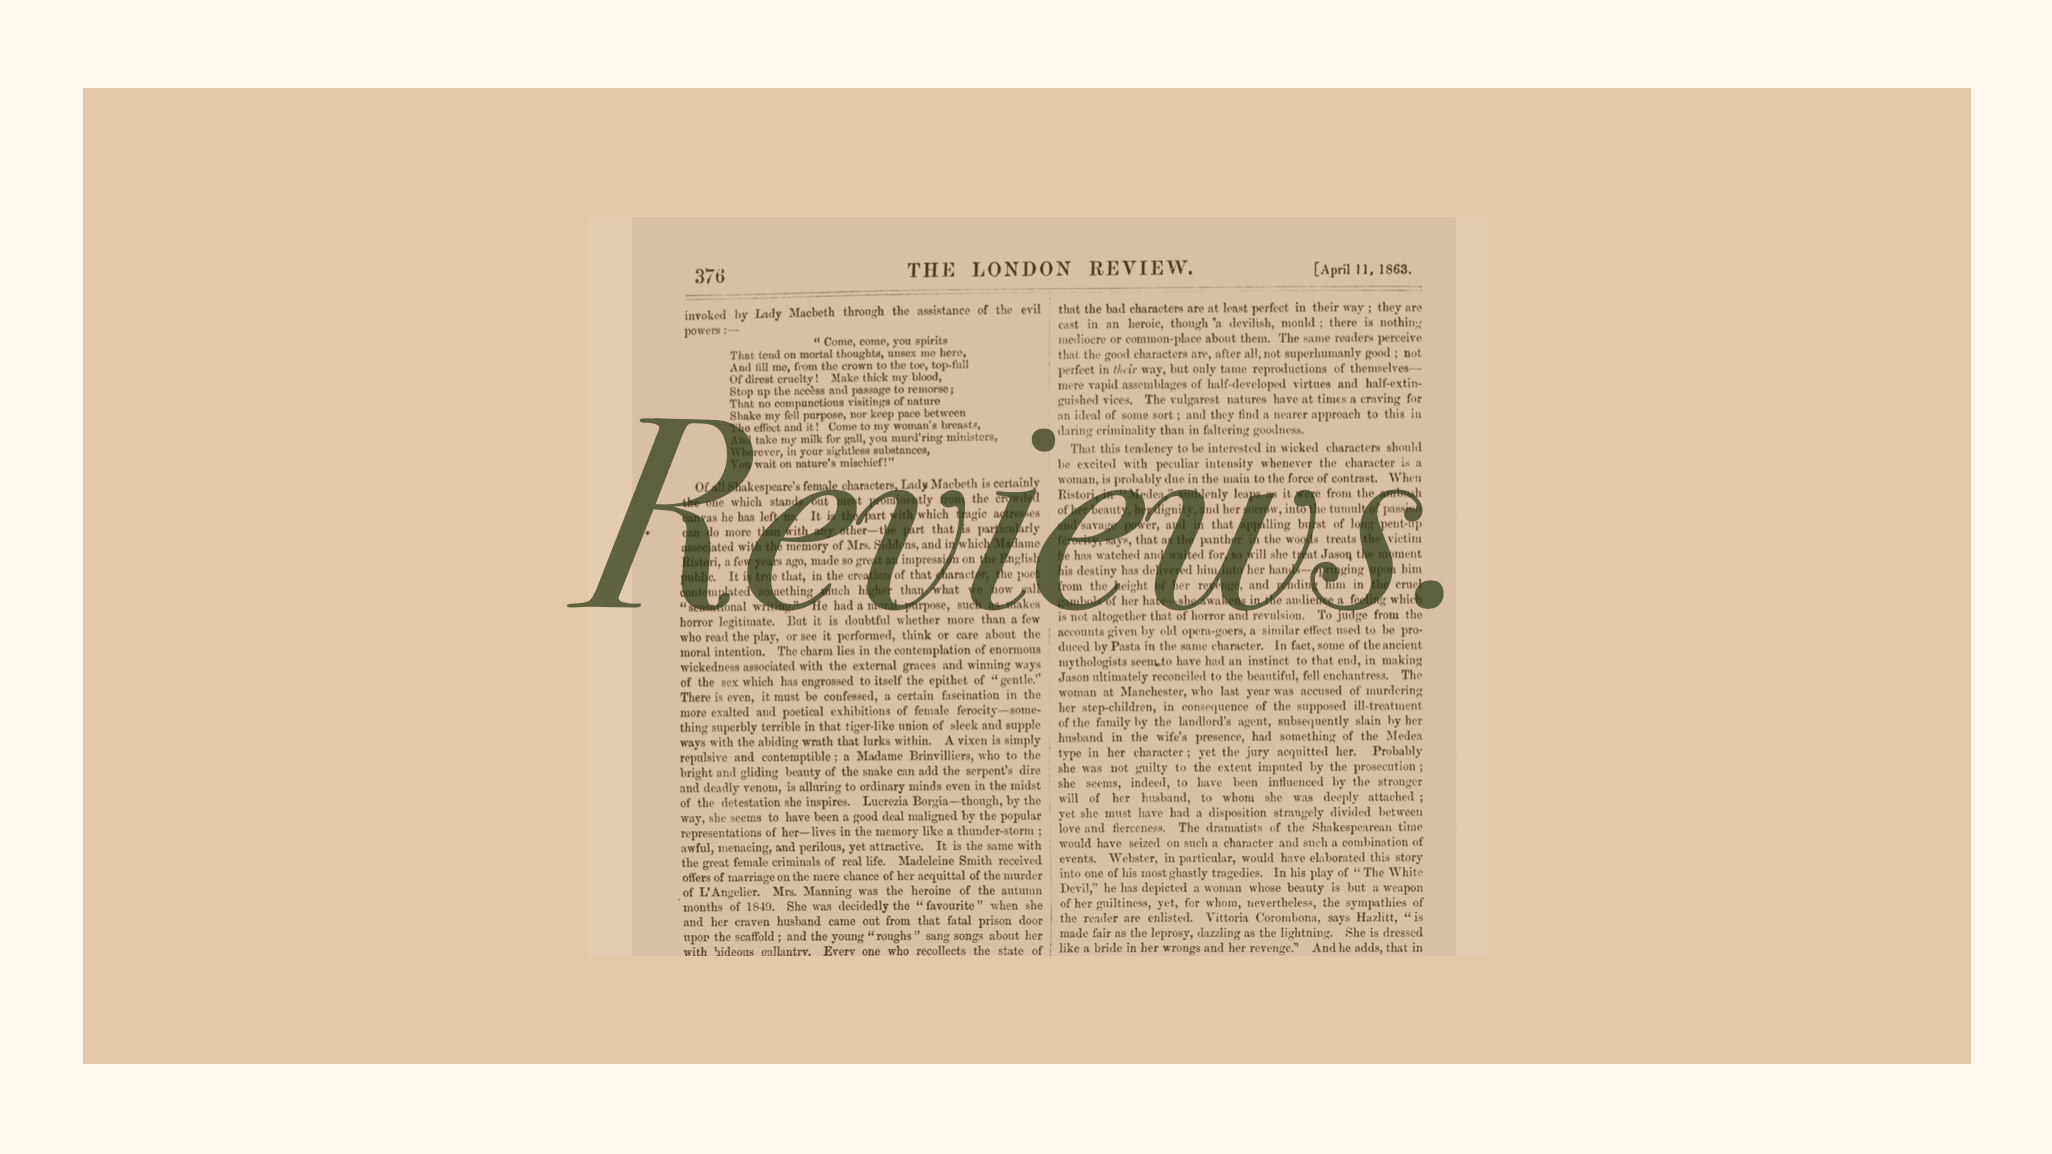 376 THE LONDON REVIEW. [April 11, 1863.
invoked by Lady Macbeth through the assistance of the evil
powers :—
“ Come, come, you spirits
That tend on mortal thoughts, unsex me here,
And fill me, from the crown to the toe, top-full
Of direst cruelty ! Make thick my blood,
Stop up the access and passage to remorse ;
That no compunctious visitings of nature
Shake my fell purpose, nor keep pace between
The effect and it ! Come to my woman's breasts,
And take my milk for gall, you murd'ring ministers,
Wherever, in your sightless substances,
You wait on nature's mischief ! ”
Of all Shakespeare's female characters, Lady Macbeth is certainly
the one which stands out most prominently from the crowded
canvas he has left us. It is the part with which tragic actresses
can do more than with any other—the part that is particularly
associated with the memory of Mrs. Siddons, and in which Madame
Ristori, a few years ago, made so great an impression on the English
public. It is true that, in the creation of that character, the poet
contemplated something much higher than what we now call
“ sensational writing.” He had a moral purpose, such as makes
horror legitimate. But it is doubtful whether more than a few
who read the play, or see it performed, think or care about the
moral intention. The charm lies in the contemplation of enormous
wickedness associated with the external graces and winning ways
of the sex which has engrossed to itself the epithet of “ gentle.”
There is even, it must be confessed, a certain fascination in the
more exalted and poetical exhibitions of female ferocity—some-
thing superbly terrible in that tiger-like union of sleek and supple
ways with the abiding wrath that lurks within. A vixen is simply
repulsive and contemptible ; a Madame Brinvilliers, who to the
bright and gliding beauty of the snake can add the serpent's dire
and deadly venom, is alluring to ordinary minds even in the midst
of the detestation she inspires. Lucrezia Borgia—though, by the
way, she seems to have been a good deal maligned by the popular
representations of her—lives in the memory like a thunder-storm ;
awful, menacing, and perilous, yet attractive. It is the same with
the great female criminals of real life. Madeleine Smith received
offers of marriage on the mere chance of her acquittal of the murder
of L'Angelier. Mrs. Manning was the heroine of the autumn
months of 1849. She was decidedly the “ favourite ” when she
and her craven husband came out from that fatal prison door
upon the scaffold ; and the young “ roughs ” sang songs about her
with hideous gallantry. Every one who recollects the state of
that the bad characters are at least perfect in their way ; they are
cast in an heroic, though a devilish, mould ; there is nothing
mediocre or common-place about them. The same readers perceive
that the good characters are, after all, not superhumanly good ; not
perfect in their way, but only tame reproductions of themselves—
mere vapid assemblages of half-developed virtues and half-extin-
guished vices. The vulgarest natures have at times a craving for
an ideal of some sort ; and they find a nearer approach to this in
daring criminality than in faltering goodness.
That this tendency to be interested in wicked characters should
be excited with peculiar intensity whenever the character is a
woman, is probably due in the main to the force of contrast. When
Ristori, in “ Medea,” suddenly leaps as it were from the ambush
of her beauty, her dignity, and her sorrow, into the tumult of passion
and savage power, and in that appalling burst of long pent-up
ferocity, says, that as the panther in the woods treats the victim
he has watched and waited for, so will she treat Jason the moment
his destiny has delivered him into her hands—springing upon him
from the height of her revenge, and rending him in the cruel
gambols of her hate—she awakens in the audience a feeling which
is not altogether that of horror and revulsion. To judge from the
accounts given by old opera-goers, a similar effect used to be pro-
duced by Pasta in the same character. In fact, some of the ancient
mythologists seem to have had an instinct to that end, in making
Jason ultimately reconciled to the beautiful, fell enchantress. The
woman at Manchester, who last year was accused of murdering
her step-children, in consequence of the supposed ill-treatment
of the family by the landlord's agent, subsequently slain by her
husband in the wife's presence, had something of the Medea
type in her character ; yet the jury acquitted her. Probably
she was not guilty to the extent imputed by the prosecution ;
she seems, indeed, to have been influenced by the stronger
will of her husband, to whom she was deeply attached ;
yet she must have had a disposition strangely divided between
love and fierceness. The dramatists of the Shakespearean time
would have seized on such a character and such a combination of
events. Webster, in particular, would have elaborated this story
into one of his most ghastly tragedies. In his play of “ The White
Devil,” he has depicted a woman whose beauty is but a weapon
of her guiltiness, yet, for whom, nevertheless, the sympathies of
the reader are enlisted. Vittoria Corombona, says Hazlitt, “ is
made fair as the leprosy, dazzling as the lightning. She is dressed
like a bride in her wrongs and her revenge.” And he adds, that in
Reviews.